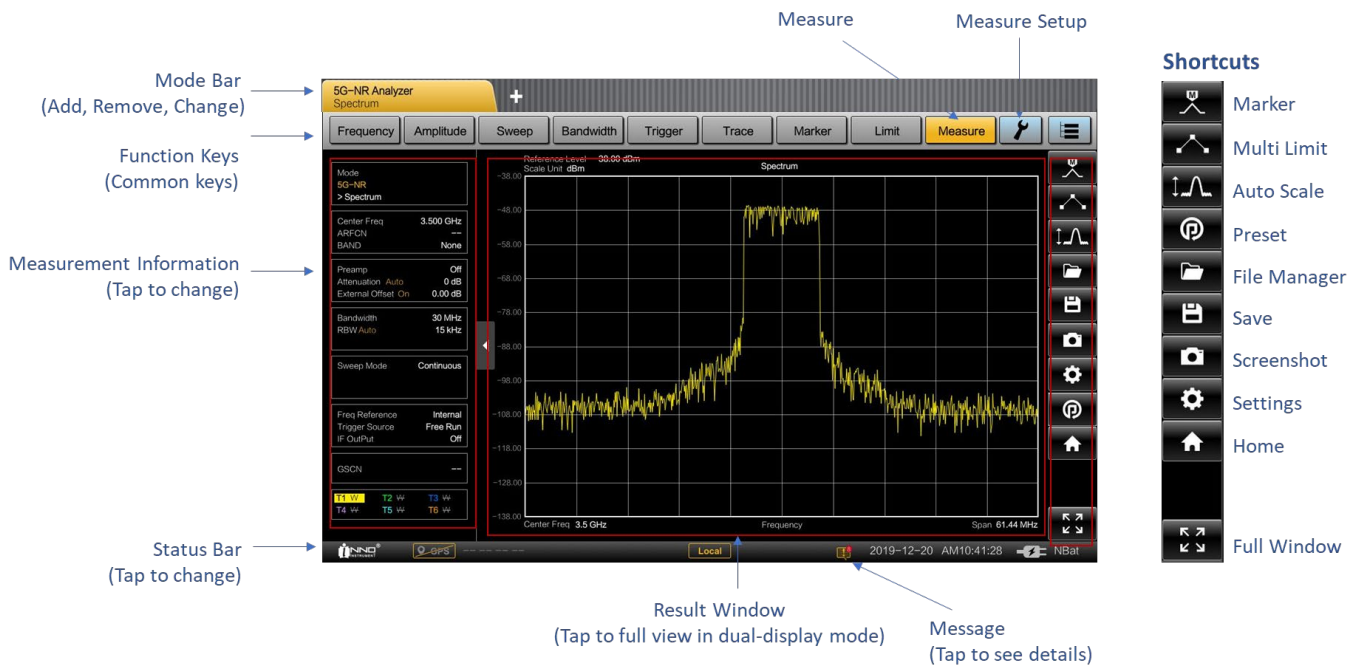 Measure
Measure Setup
Mode Bar
(Add, Remove, Change)
Function Keys
(Common keys)
Measurement Information
(Tap to change)
Status Bar
(Tap to change)
5G-NR Analyzer
Spectrum
+
Frequency
Amplitude
Sweep
Bandwidth
Trigger
Trace
Marker
Limit
Measure
Mode
5G-NR
> Spectrum
Center Freq 3.500 GHz
ARFCN --
BAND None
Preamp Off
Attenuation Auto 0 dB
External Offset On 0.00 dB
Bandwidth 30 MHz
RBW Auto 15 kHz
Sweep Mode Continuous
Freq Reference Internal
Trigger Source Free Run
IF OutPut Off
GSCN --
T1 W T2 W T3 W
T4 W T5 W T6 W
Reference Level -38.00 dBm
Scale Unit dBm
Spectrum
-38.00
-48.00
-58.00
-68.00
-78.00
-88.00
-98.00
-108.00
-118.00
-128.00
-138.00
Center Freq 3.5 GHz
Frequency
Span 61.44 MHz
M
INNO
INSTRUMENT
GPS -- -- -- --
Local
2019-12-20 AM10:41:28
NBat
Result Window
(Tap to full view in dual-display mode)
Message
(Tap to see details)
Shortcuts
M
Marker
Multi Limit
Auto Scale
Preset
File Manager
Save
Screenshot
Settings
Home
Full Window